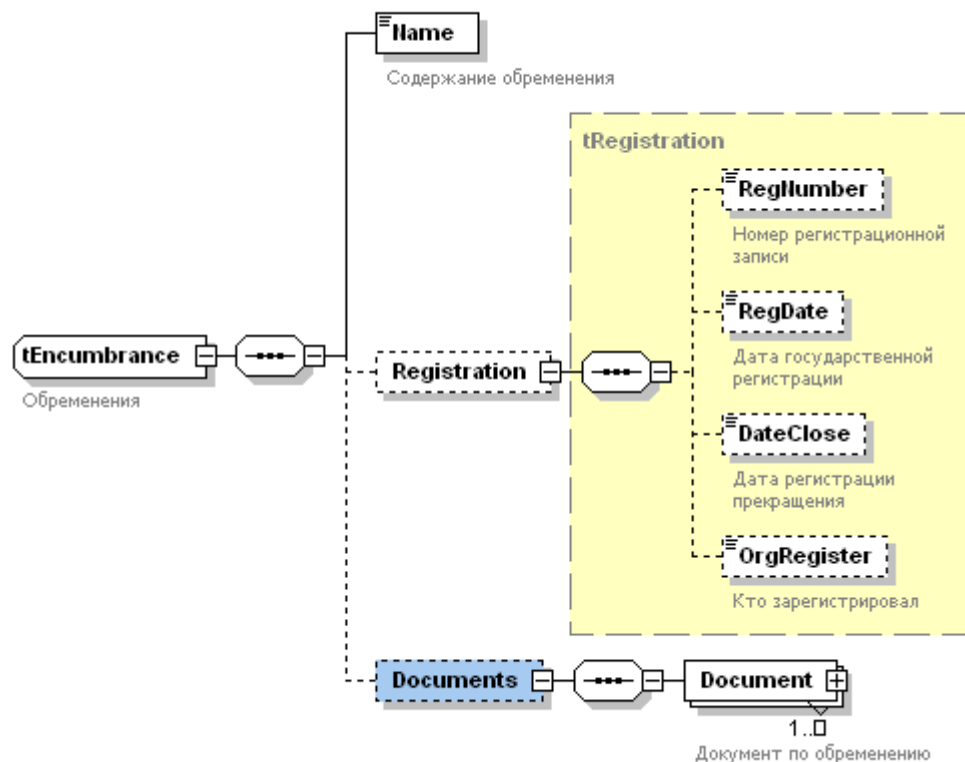 Name
Содержание обременения
tRegistration
RegNumber
Номер регистрационной
записи
RegDate
Дата государственной
регистрации
tEncumbrance
Обременения
Registration
DateClose
Дата регистрации
прекращения
OrgRegister
Кто зарегистрировал
Documents
Document
1..
Документ по обременению